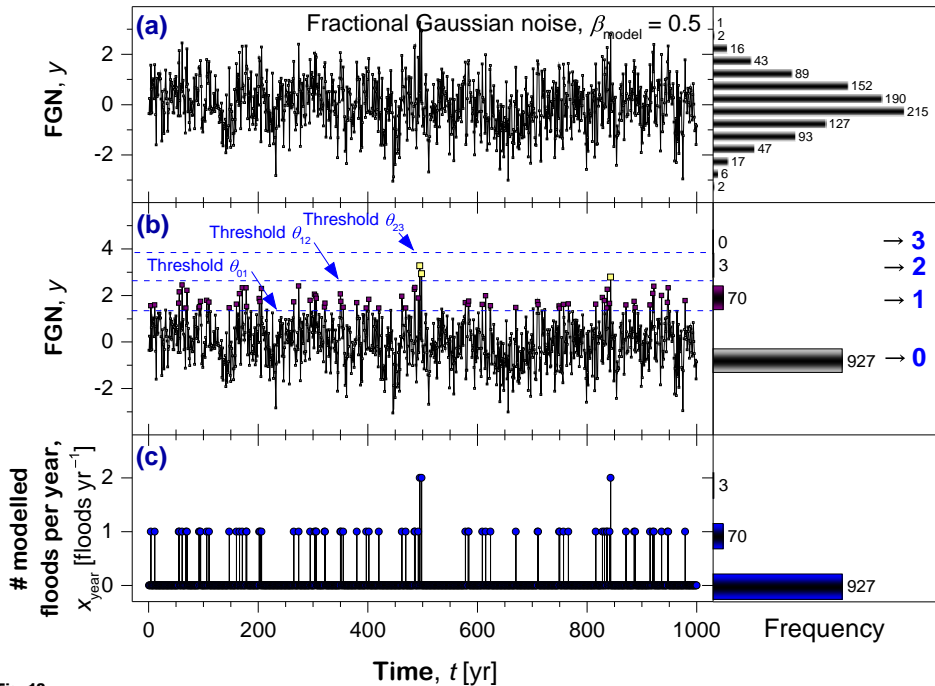 (a) Fractional Gaussian noise, βmodel = 0.5
FGN, y
2
0
-2
1
2
16
43
89
152
190
215
127
93
47
17
6
2
(b)
FGN, y
4
2
0
-2
Threshold θ23
Threshold θ12
Threshold θ01
0 → 3
3 → 2
70 → 1
927 → 0
(c)
# modelled
floods per year,
xyear [floods yr−1]
2
1
0
3
70
927
0 200 400 600 800 1000
Time, t [yr]
Frequency